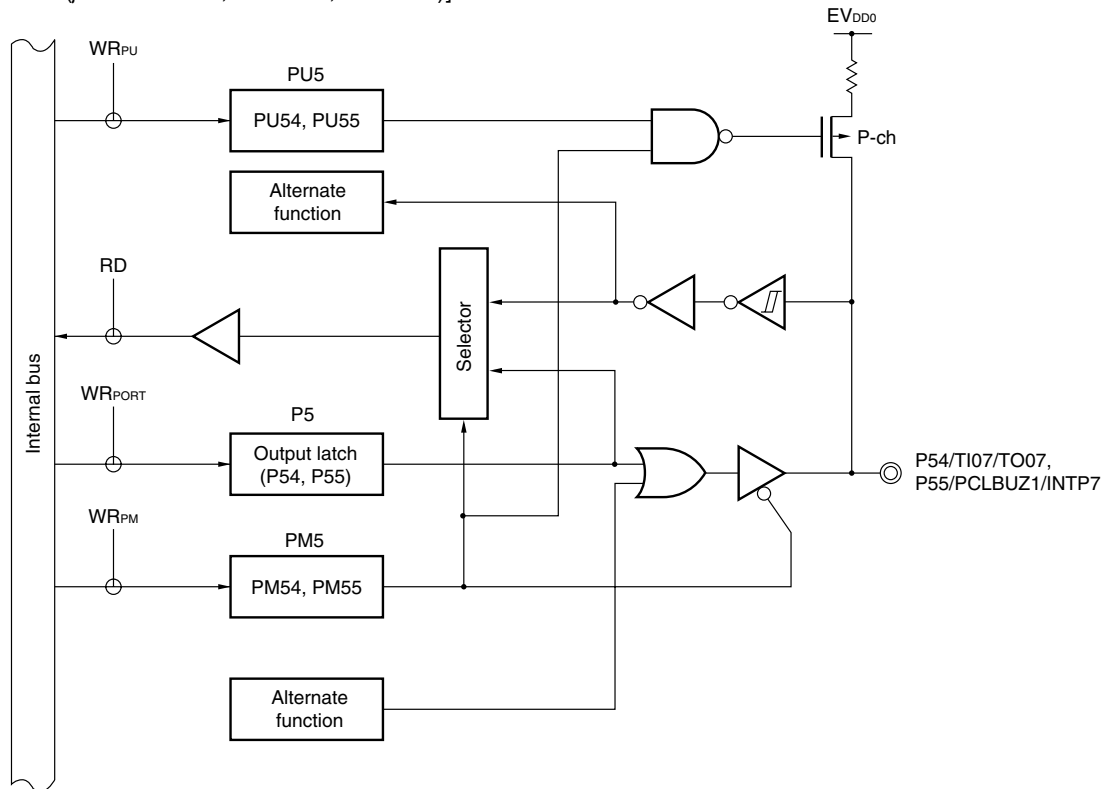 EVDD0
WRPU
PU5
PU54, PU55
P-ch
Alternate
function
RD
Selector
Internal bus
WRPORT
P5
Output latch
(P54, P55)
P54/TI07/TO07,
P55/PCLBUZ1/INTP7
WRPM
PM5
PM54, PM55
Alternate
function